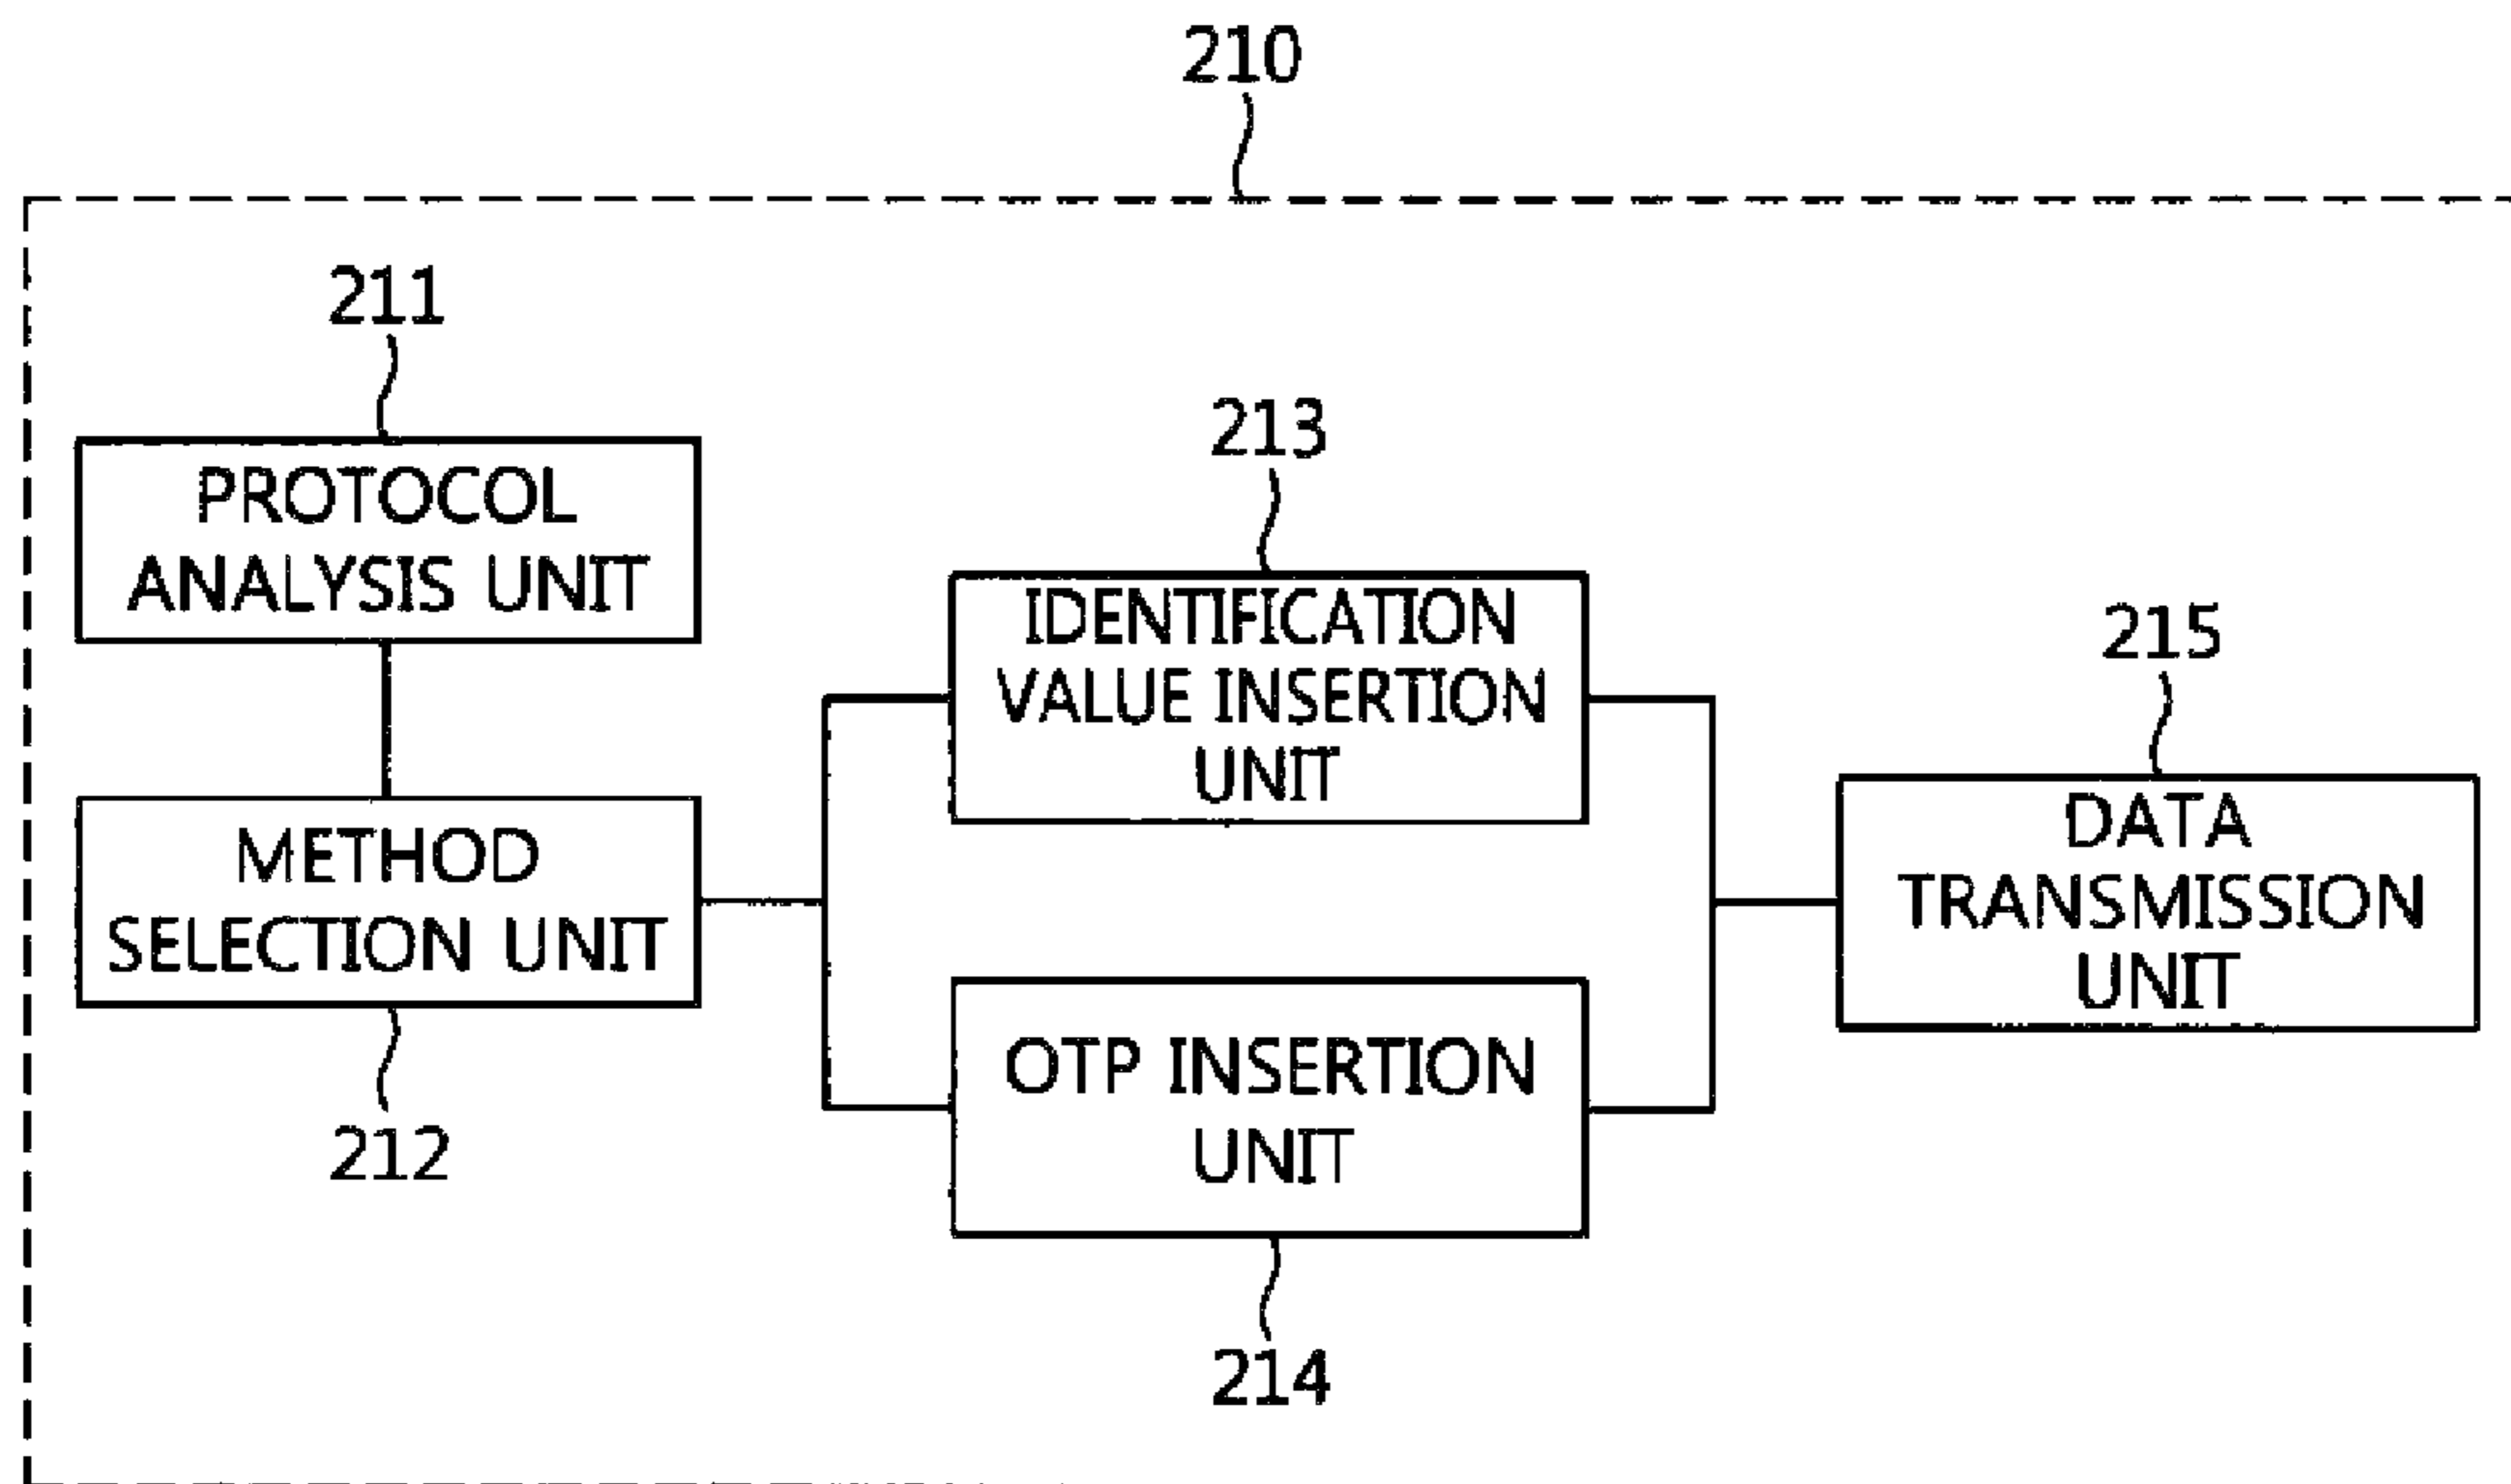 210
211
PROTOCOL
ANALYSIS UNIT
METHOD
SELECTION UNIT
212
213
IDENTIFICATION
VALUE INSERTION
UNIT
OTP INSERTION
UNIT
214
215
DATA
TRANSMISSION
UNIT